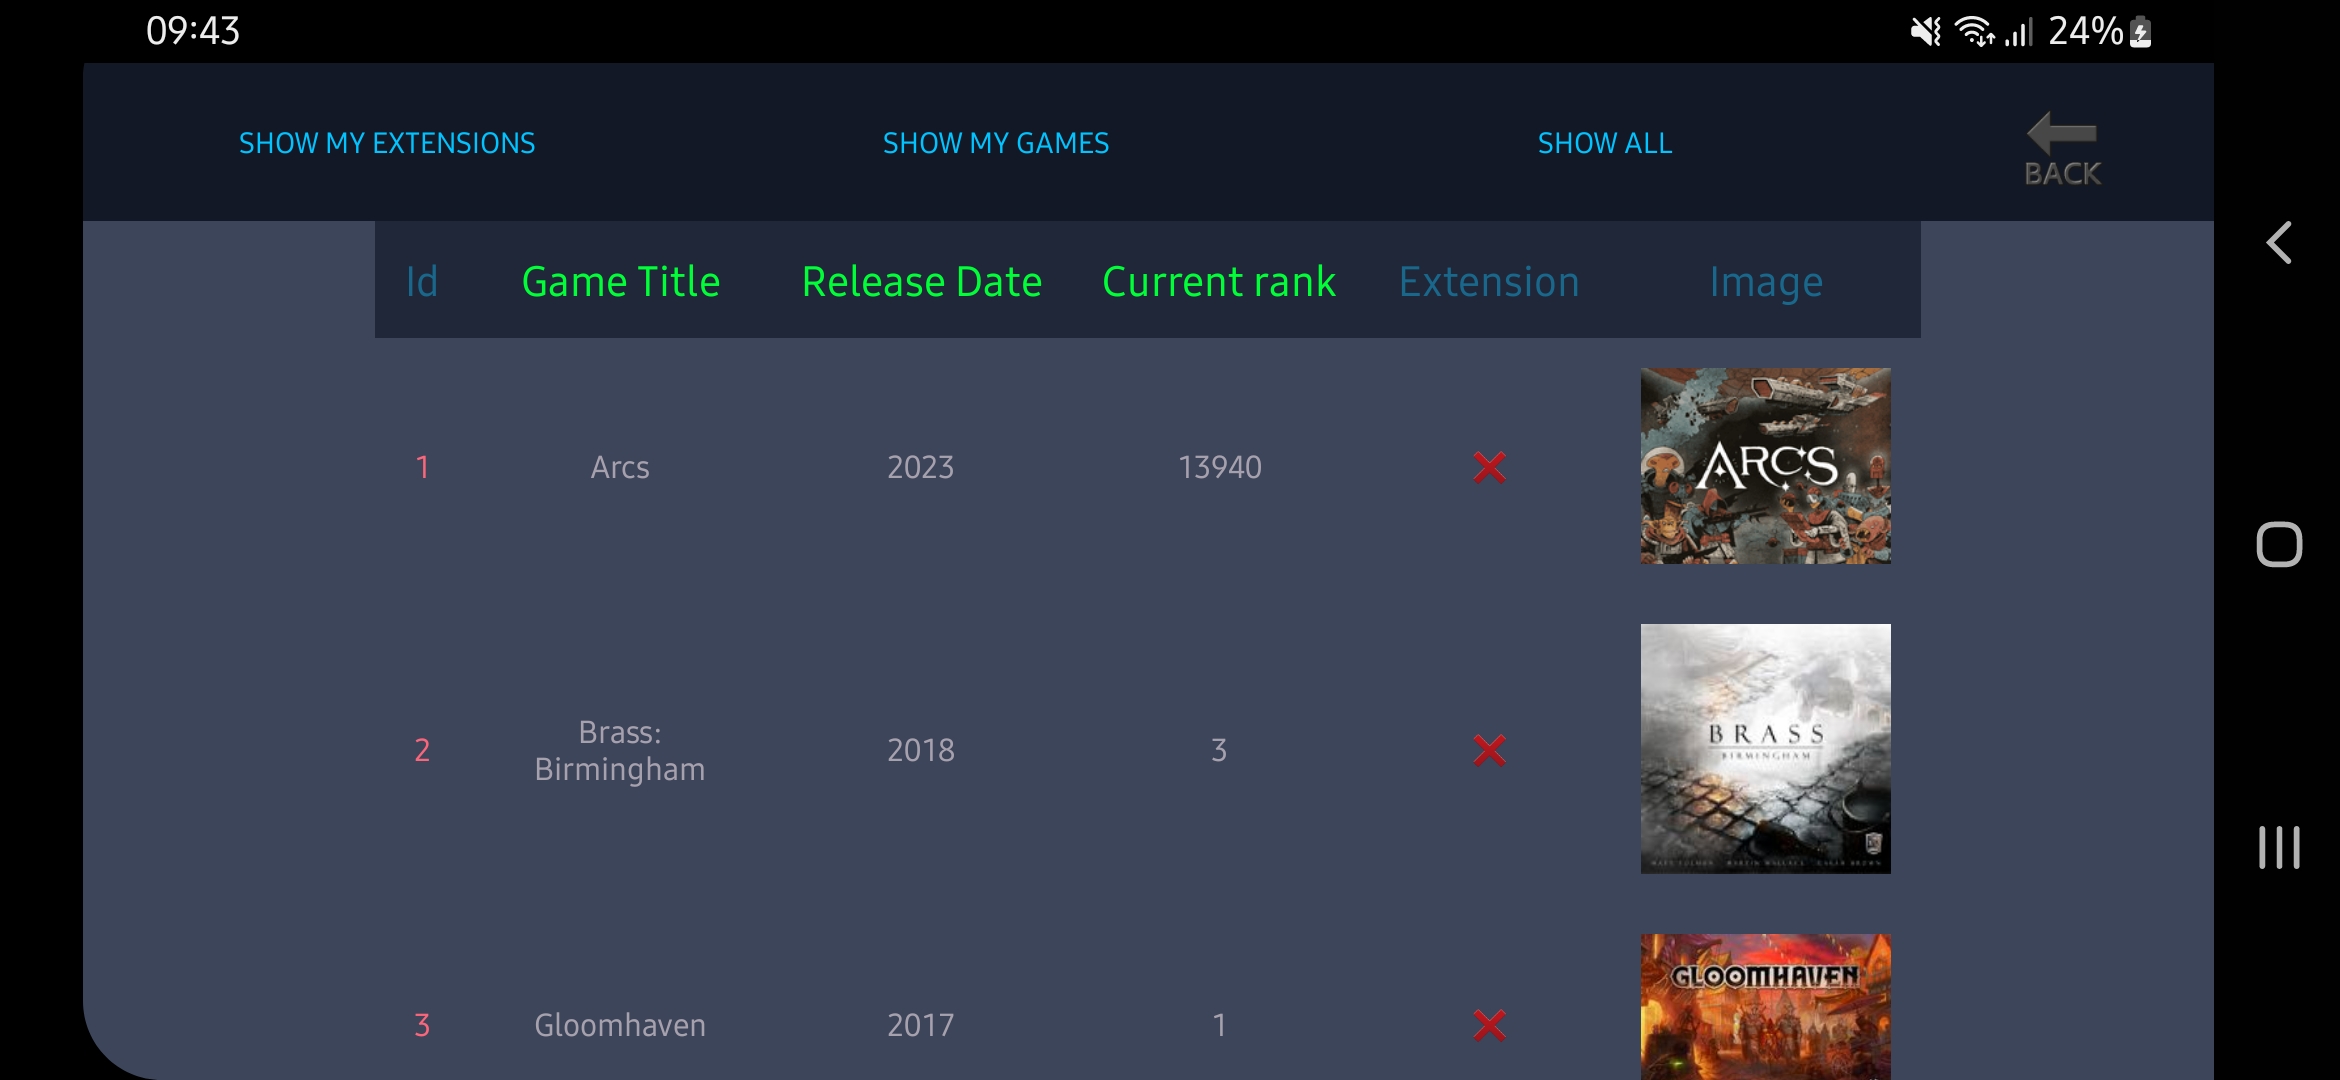 09:43
24%
SHOW MY EXTENSIONS
SHOW MY GAMES
SHOW ALL
BACK
Id Game Title Release Date Current rank Extension Image
1 Arcs 2023 13940
ARCS
2 Brass: Birmingham 2018 3
BRASS
BIRMINGHAM
3 Gloomhaven 2017 1
GLOOMHAVEN